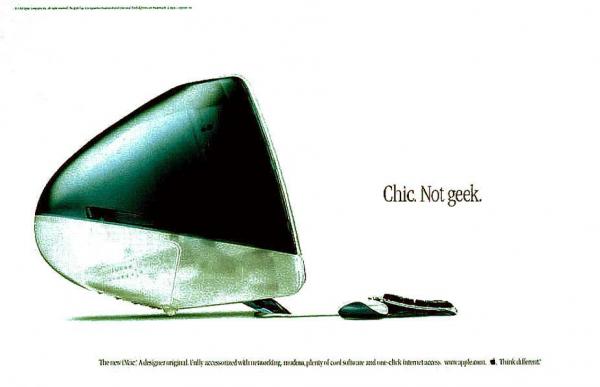 Chic. Not geek.
The new iMac. A designer original. Fully accessorized with networking, modem, plenty of cool software and one-click internet access. www.apple.com. Think different.